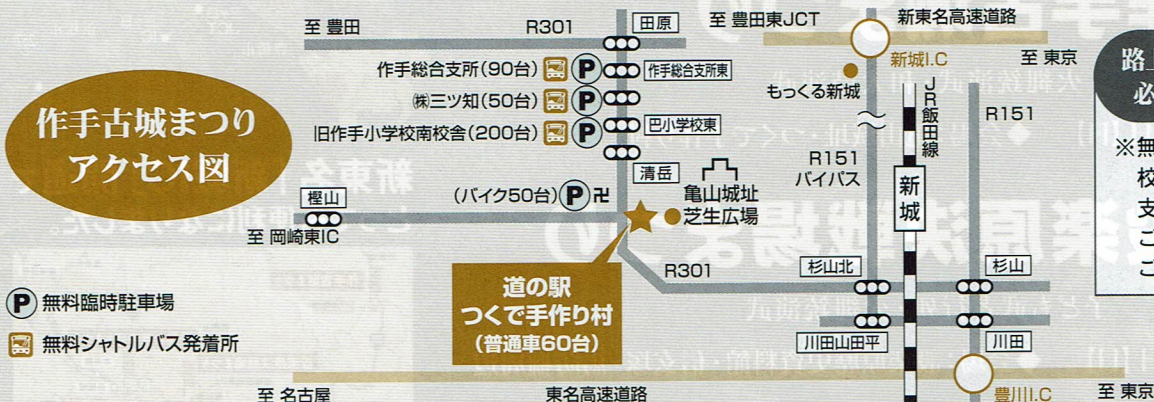 作手古城まつり
アクセス図
至 豊田
R301
田原
作手総合支所(90台)
P
作手総合支所東
㈱三ツ知(50台)
P
旧作手小学校南校舎(200台)
P
巴小学校東
清岳
(バイク50台)
P
卍
亀山城址
芝生広場
樫山
至 岡崎東IC
道の駅
つくで手作り村
(普通車60台)
R301
P 無料臨時駐車場
無料シャトルバス発着所
至 豊田東JCT
新東名高速道路
新城I.C
至 東京
もっくる新城
JR飯田線
R151
R151
バイパス
新城
杉山北
杉山
川田山田平
川田
至 名古屋
東名高速道路
豊川I.C
至 東京
路
必
※無
校
支
こ
こ